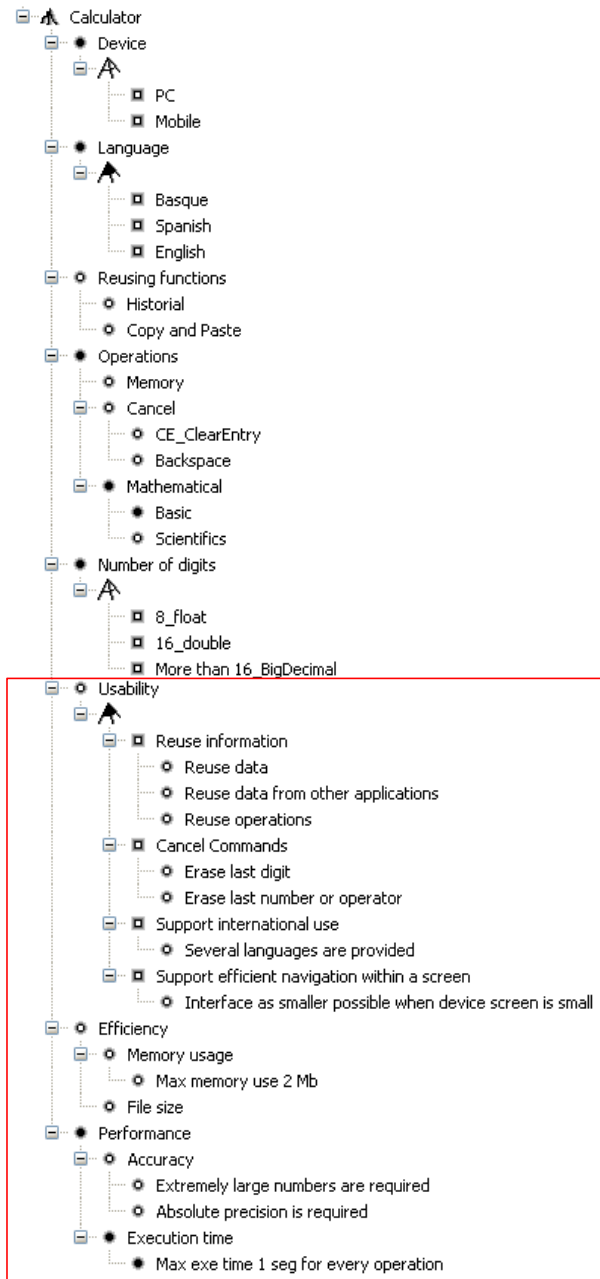 Calculator
Device
PC
Mobile
Language
Basque
Spanish
English
Reusing functions
Historial
Copy and Paste
Operations
Memory
Cancel
CE_ClearEntry
Backspace
Mathematical
Basic
Scientifics
Number of digits
8_float
16_double
More than 16_BigDecimal
Usability
Reuse information
Reuse data
Reuse data from other applications
Reuse operations
Cancel Commands
Erase last digit
Erase last number or operator
Support international use
Several languages are provided
Support efficient navigation within a screen
Interface as smaller possible when device screen is small
Efficiency
Memory usage
Max memory use 2 Mb
File size
Performance
Accuracy
Extremely large numbers are required
Absolute precision is required
Execution time
Max exe time 1 seg for every operation